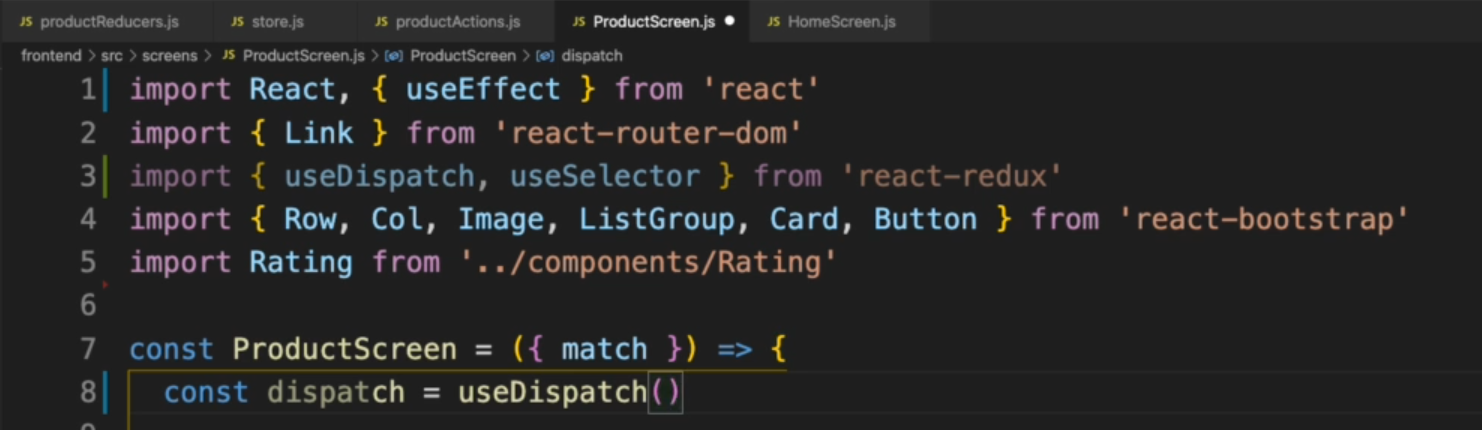 JS productReducers.js JS store.js JS productActions.js JS ProductScreen.js JS HomeScreen.js
frontend > src > screens > JS ProductScreen.js > ProductScreen > dispatch
1 import React, { useEffect } from 'react'
2 import { Link } from 'react-router-dom'
3 import { useDispatch, useSelector } from 'react-redux'
4 import { Row, Col, Image, ListGroup, Card, Button } from 'react-bootstrap'
5 import Rating from '../components/Rating'
6
7 const ProductScreen = ({ match }) => {
8 const dispatch = useDispatch()